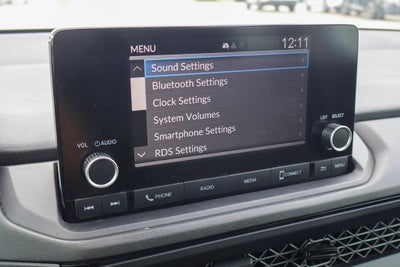 MENU
12:11
Sound Settings
Bluetooth Settings
Clock Settings
System Volumes
Smartphone Settings
RDS Settings
VOL AUDIO
LIST SELECT
PHONE RADIO MEDIA CONNECT MENU